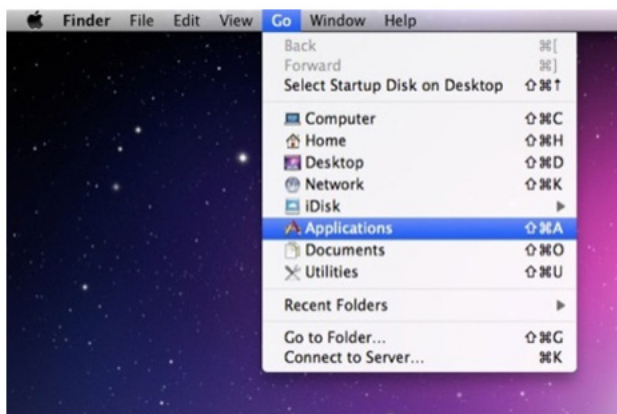 Finder File Edit View Go Window Help
Back ⌘[
Forward ⌘]
Select Startup Disk on Desktop ⇧⌘↑
Computer ⇧⌘C
Home ⇧⌘H
Desktop ⇧⌘D
Network ⇧⌘K
iDisk ▶
Applications ⇧⌘A
Documents ⇧⌘O
Utilities ⇧⌘U
Recent Folders ▶
Go to Folder... ⇧⌘G
Connect to Server... ⌘K